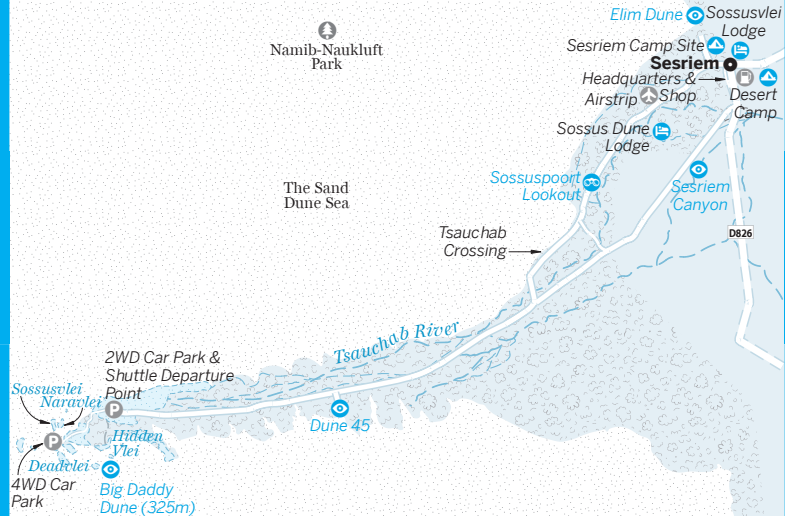 Elim Dune
Sossusvlei
Lodge
Namib-Naukluft
Park
Sesriem Camp Site
Sesriem
Headquarters &
Shop
Airstrip
Desert
Camp
Sossus Dune
Lodge
The Sand
Dune Sea
Sossuspoort
Lookout
Sesriem
Canyon
Tsauchab
Crossing
D826
Tsauchab River
2WD Car Park &
Shuttle Departure
Point
Sossusvlei
Naravlei
P
Dune 45
Hidden
Vlei
P
Deadvlei
4WD Car
Park
Big Daddy
Dune (325m)